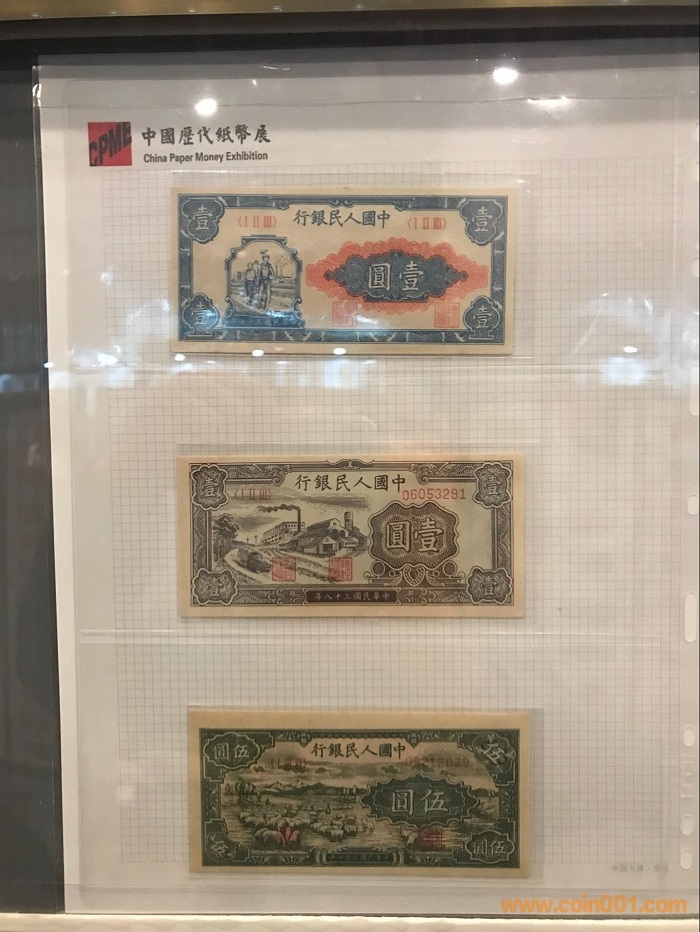 CPME
中國歷代紙幣展
China Paper Money Exhibition
壹
行銀民人國中
壹
〈I II III〉
〈I II III〉
圓壹
壹
壹
壹
行銀民人國中
壹
〈I II III〉
06053291
圓壹
壹
年八十三國民華中
壹
圓伍
行銀民人國中
伍
圓伍
伍
圓伍
www.coin001.com